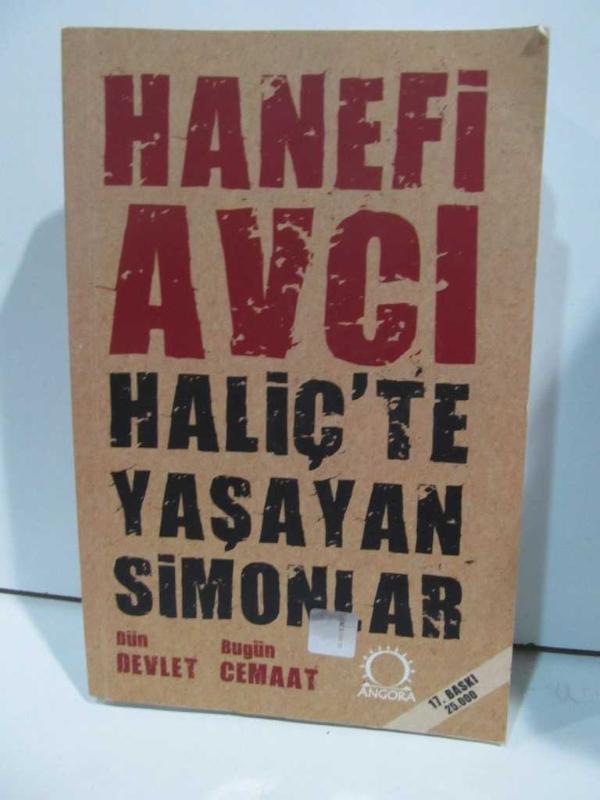 HANEFİ
AVCI
HALİÇ'TE
YAŞAYAN
SİMONLAR
Dün Bugün
DEVLET CEMAAT
ANGORA
17. BASKI
25.000